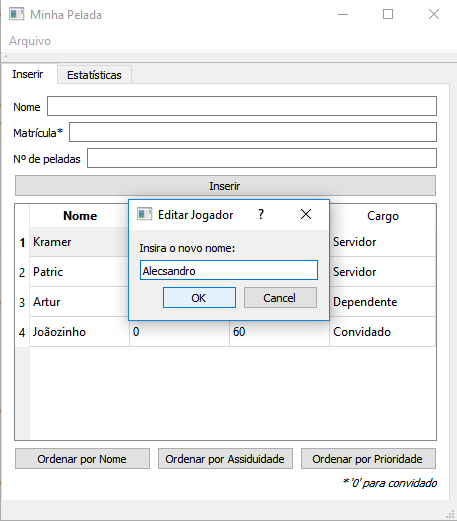 Minha Pelada
Arquivo
Inserir Estatísticas
Nome
Matrícula*
Nº de peladas
Inserir
Nome Cargo
1 Kramer Servidor
2 Patric Servidor
3 Artur Dependente
4 Joãozinho 0 60 Convidado
Editar Jogador ?
Insira o novo nome:
Alecsandro
OK Cancel
Ordenar por Nome Ordenar por Assiduidade Ordenar por Prioridade
* '0' para convidado